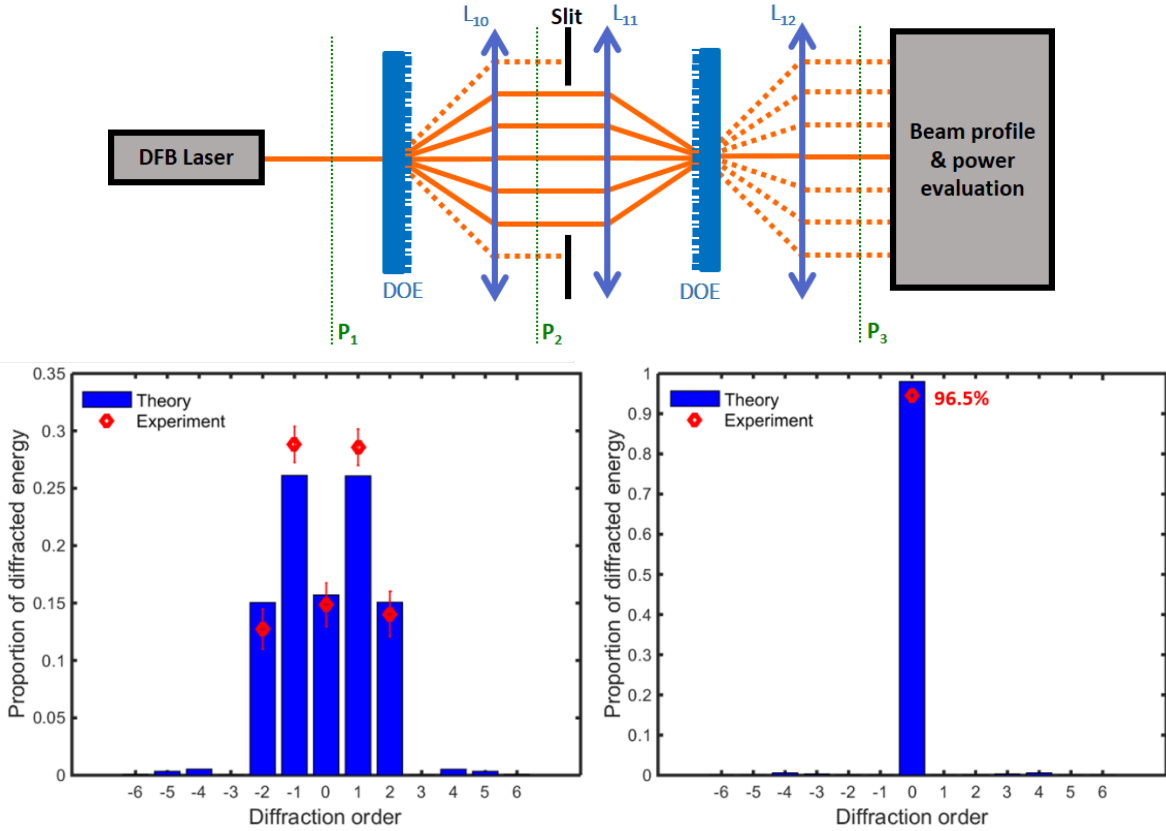 L10
Slit
L11
L12
DFB Laser
Beam profile
& power
evaluation
DOE
DOE
P1
P2
P3
0.35
0.3
0.25
0.2
0.15
0.1
0.05
0
Proportion of diffracted energy
Theory
Experiment
-6 -5 -4 -3 -2 -1 0 1 2 3 4 5 6
Diffraction order
1
0.9
0.8
0.7
0.6
0.5
0.4
0.3
0.2
0.1
0
Proportion of diffracted energy
Theory
Experiment
96.5%
-6 -5 -4 -3 -2 -1 0 1 2 3 4 5 6
Diffraction order